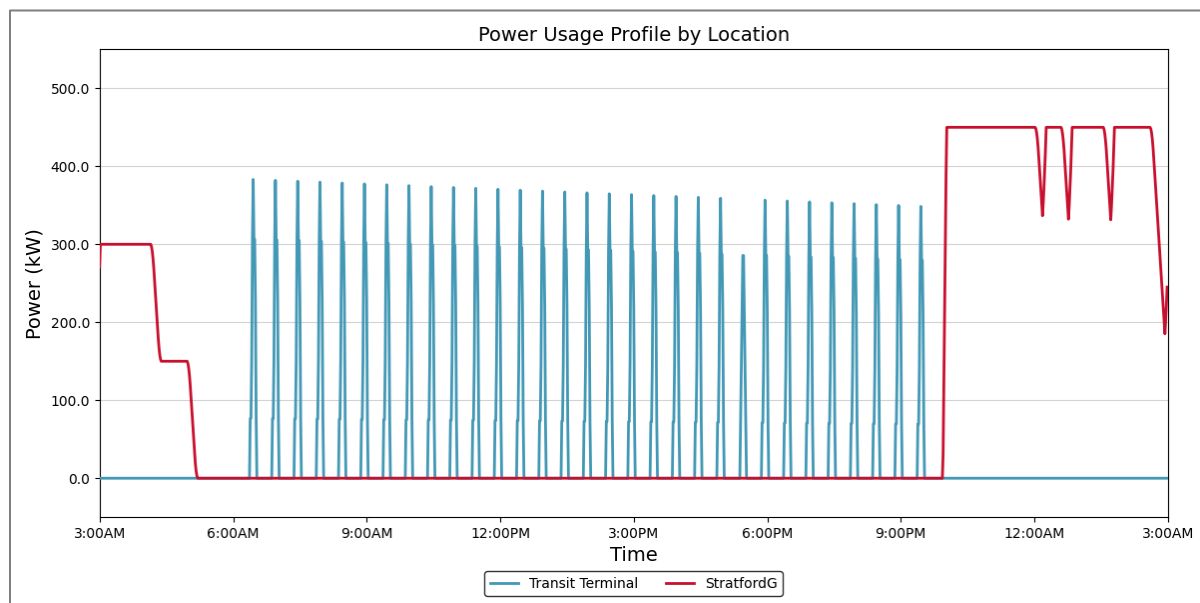 Power Usage Profile by Location
Power (kW)
500.0
400.0
300.0
200.0
100.0
0.0
3:00AM 6:00AM 9:00AM 12:00PM 3:00PM 6:00PM 9:00PM 12:00AM 3:00AM
Time
Transit Terminal StratfordG